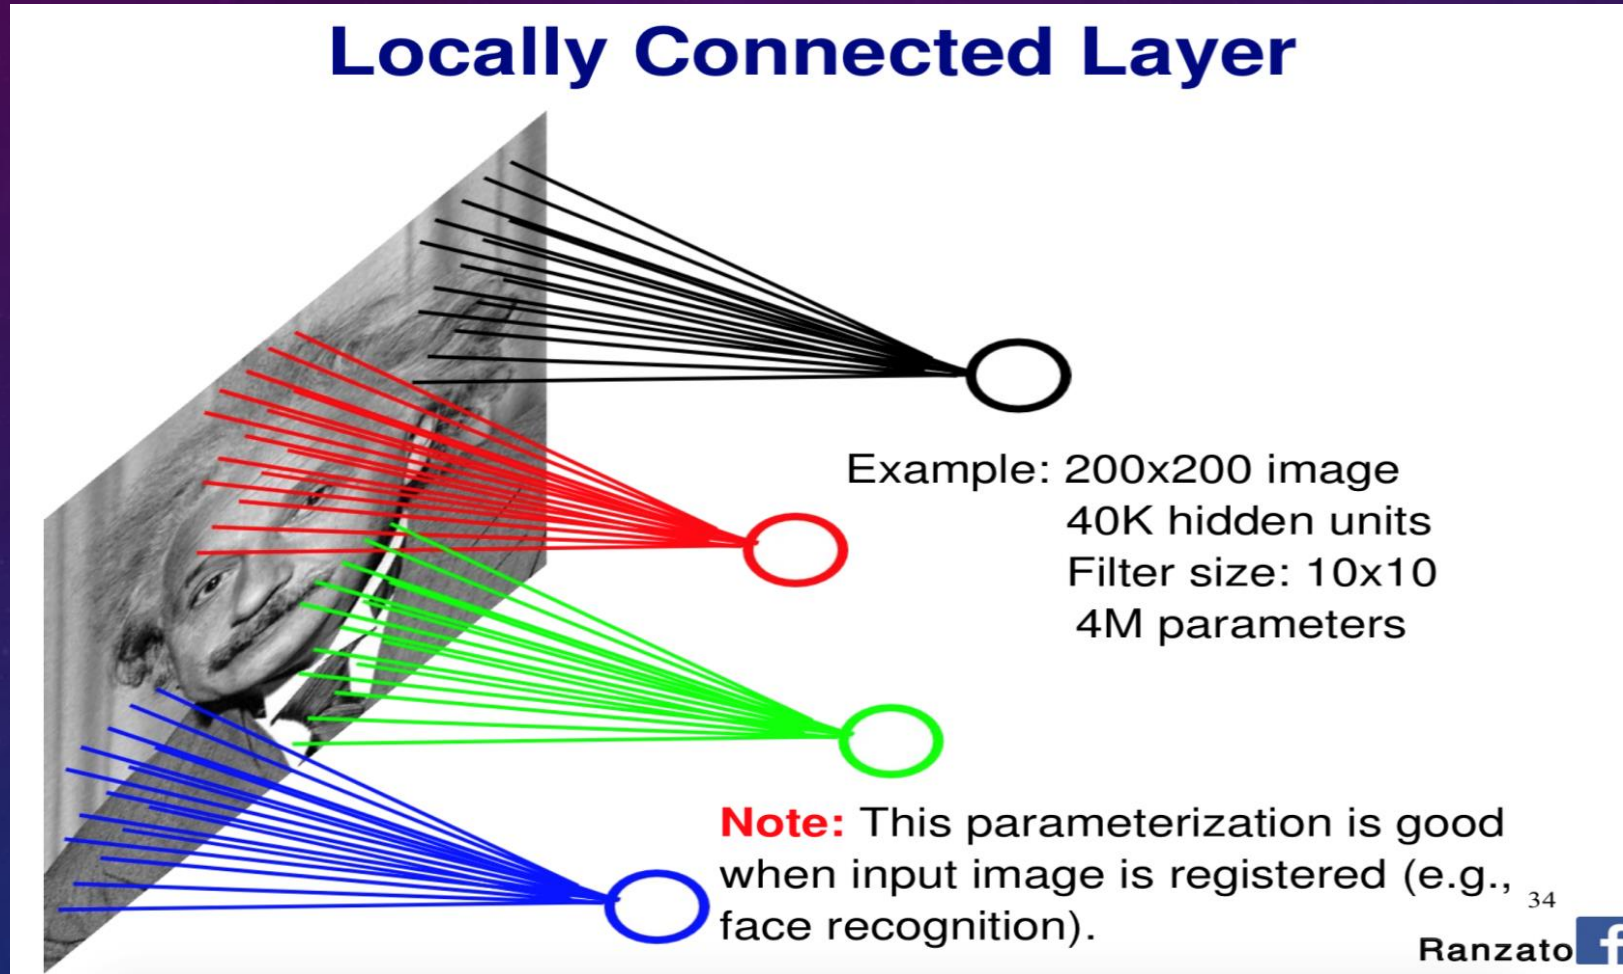 Locally Connected Layer
Example: 200x200 image
40K hidden units
Filter size: 10x10
4M parameters
Note: This parameterization is good
when input image is registered (e.g.,
face recognition).
34
Ranzato
f